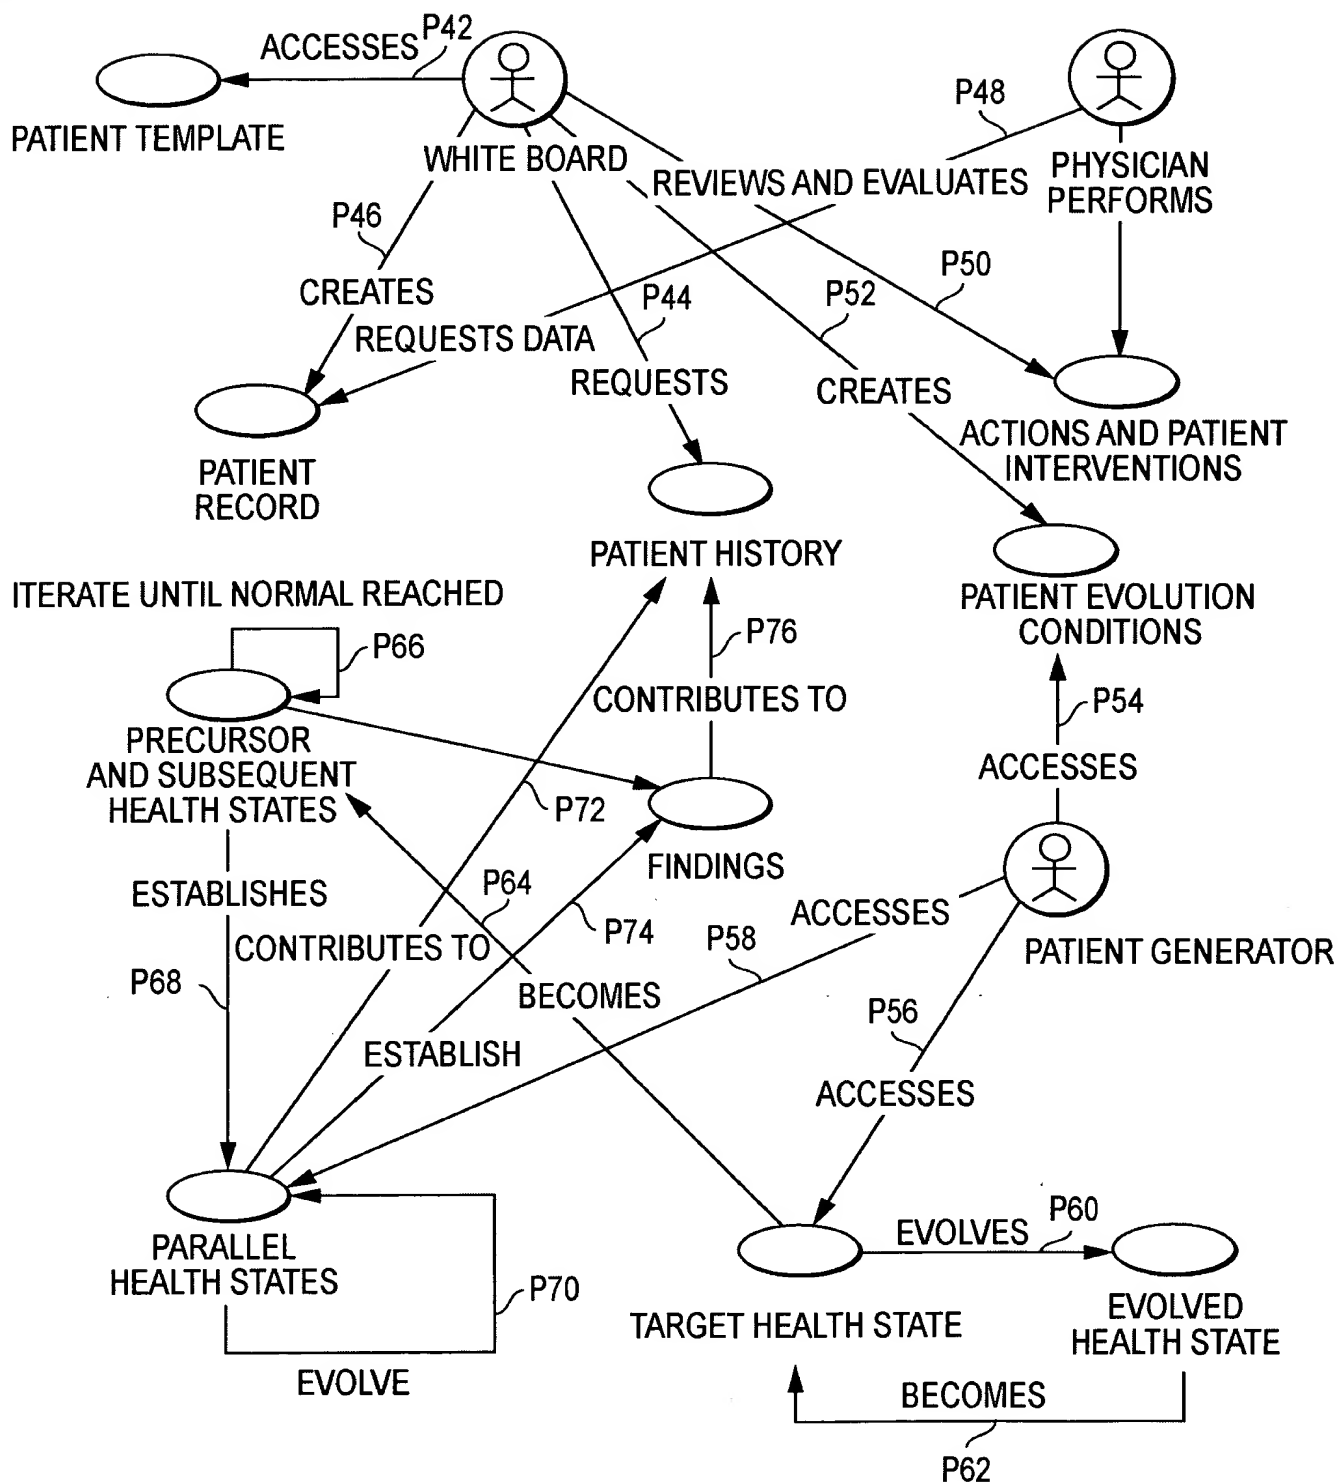 P42
ACCESSES
PATIENT TEMPLATE
WHITE BOARD
P48
PHYSICIAN
PERFORMS
REVIEWS AND EVALUATES
P46
CREATES
P44
P52
P50
REQUESTS DATA
REQUESTS
CREATES
ACTIONS AND PATIENT
INTERVENTIONS
PATIENT
RECORD
PATIENT HISTORY
ITERATE UNTIL NORMAL REACHED
P66
P76
PATIENT EVOLUTION
CONDITIONS
CONTRIBUTES TO
P54
PRECURSOR
AND SUBSEQUENT
HEALTH STATES
ACCESSES
P72
FINDINGS
ESTABLISHES
P64
ACCESSES
CONTRIBUTES TO
P74
P58
PATIENT GENERATOR
P68
BECOMES
P56
ESTABLISH
ACCESSES
PARALLEL
HEALTH STATES
P70
EVOLVE
EVOLVES
P60
TARGET HEALTH STATE
EVOLVED
HEALTH STATE
BECOMES
P62